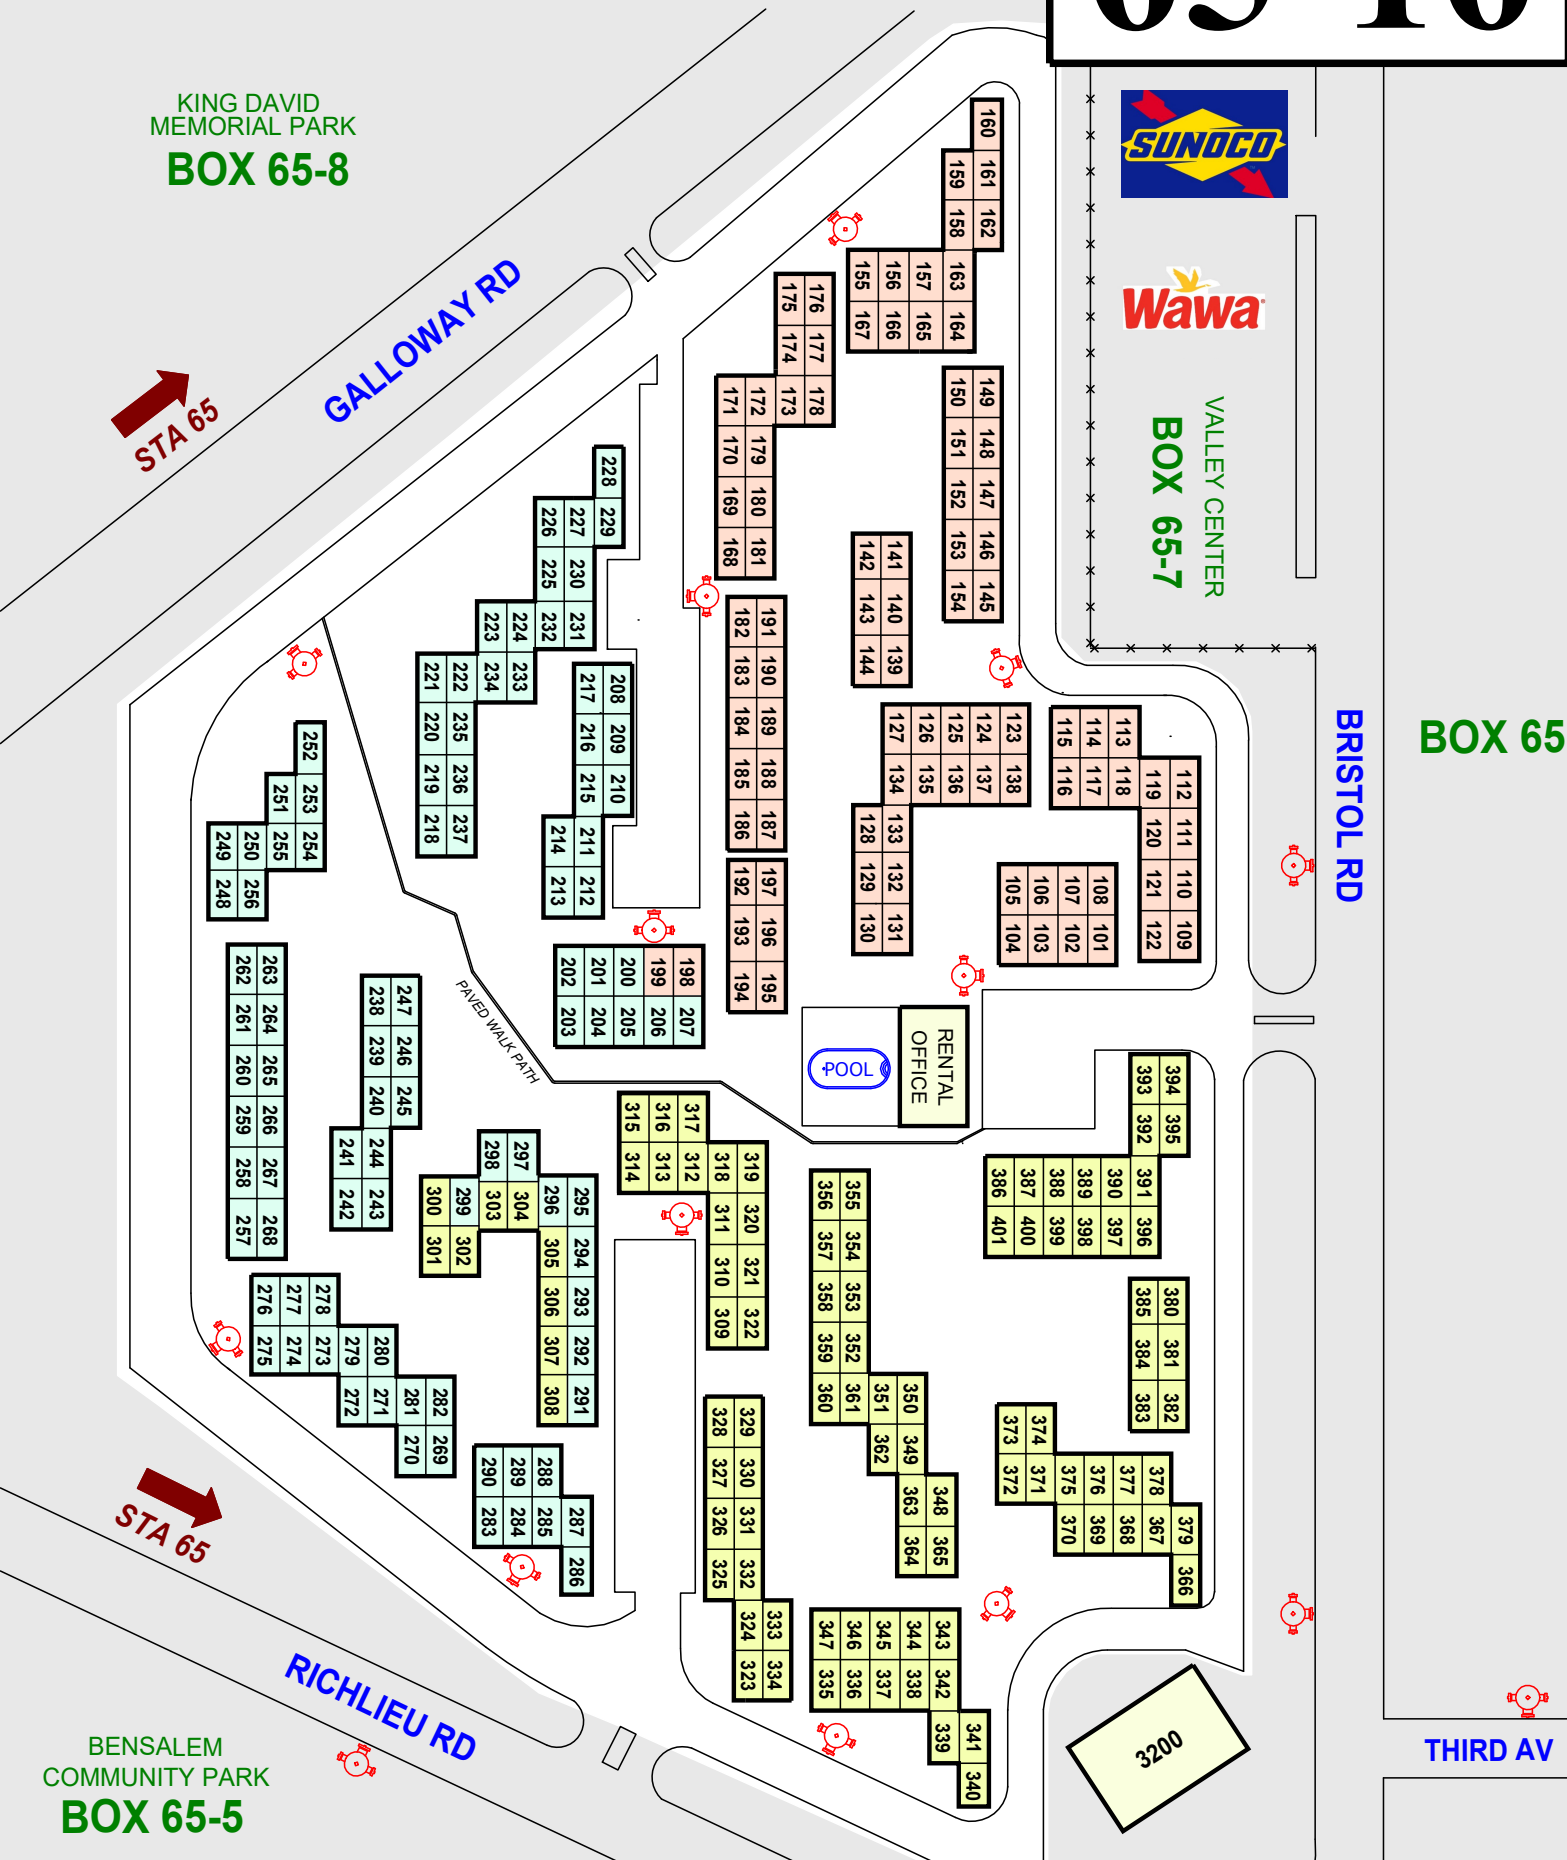 65-10
KING DAVID
MEMORIAL PARK
BOX 65-8
SUNOCO
Wawa
VALLEY CENTER
BOX 65-7
GALLOWAY RD
STA 65
BRISTOL RD
BOX 65
160
159 161
158 162
155 156 157 163
167 166 165 164
175 176
174 177
171 172 173 178
170 179
169 180
168 181
150 149
151 148
152 147
153 146
154 145
142 141
143 140
144 139
182 191
183 190
184 189
185 188
186 187
192 197
193 196
194 195
127 126 125 124 123
134 135 136 137 138
128 133
129 132
130 131
115 114 113
116 117 118 119 112
120 111
121 110
122 109
105 106 107 108
104 103 102 101
228
226 227 229
225 230
223 224 232 231
221 222 234 233
220 235
219 236
218 237
217 208
216 209
215 210
214 211
213 212
202 201 200 199 198
203 204 205 206 207
252
251 253
249 250 255 254
248 256
262 263
261 264
260 265
259 266
258 267
257 268
238 247
239 246
240 245
241 244
242 243
PAVED WALK PATH
POOL
RENTAL
OFFICE
298 297
300 299 303 304 296 295
301 302 305 294
306 293
307 292
308 291
276 277 278
275 274 273 279 280
272 271 281 282
270 269
290 289 288
283 284 285 287
286
315 316 317
314 313 312 318 319
311 320
310 321
309 322
328 329
327 330
326 331
325 332
324 333
323 334
356 355
357 354
358 353
359 352
360 361 351 350
362 349
363 348
364 365
393 394
392 395
386 387 388 389 390 391
401 400 399 398 397 396
385 380
384 381
383 382
373 374
372 371 375 376 377 378
370 369 368 367 379
366
347 346 345 344 343
335 336 337 338 342
339 341
340
3200
STA 65
RICHLIEU RD
BENSALEM
COMMUNITY PARK
BOX 65-5
THIRD AV